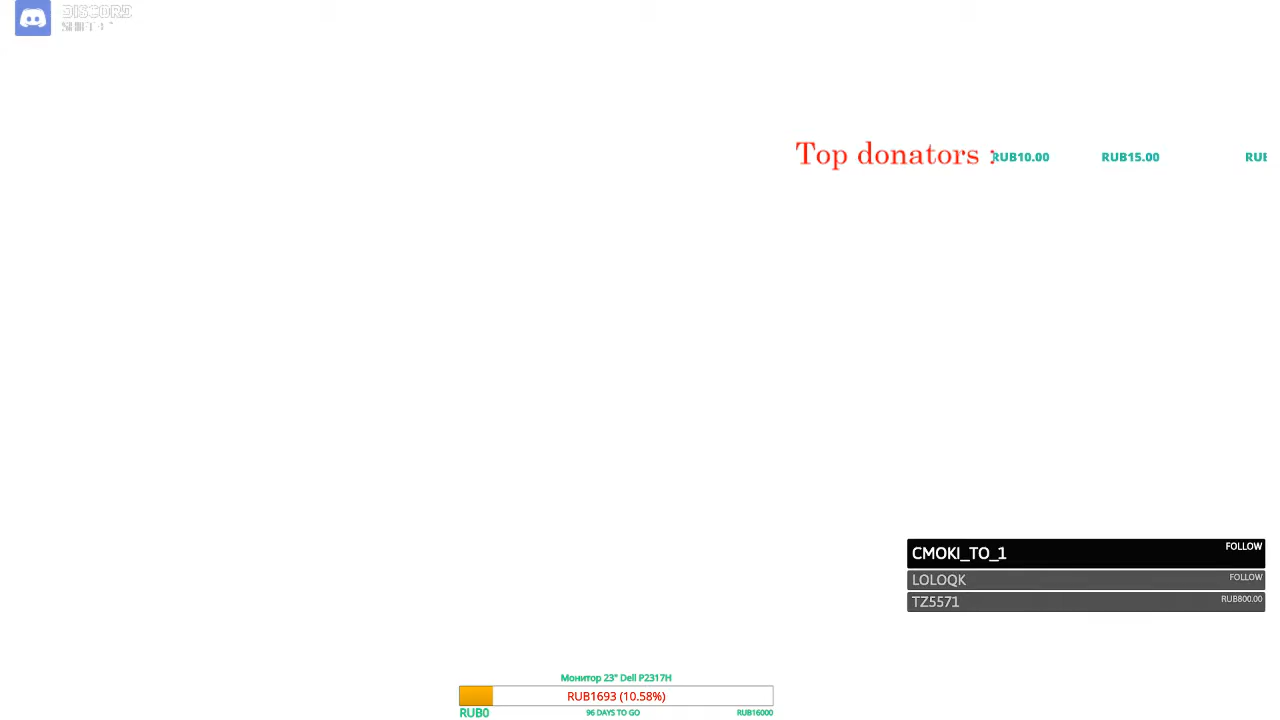 DISCORD
Top donators :
RUB10.00
RUB15.00
CMOKI_TO_1 FOLLOW
LOLOQK FOLLOW
TZ5571 RUB800.00
Монитор 23" Dell P2317H
RUB1693 (10.58%)
RUB0 96 DAYS TO GO RUB16000